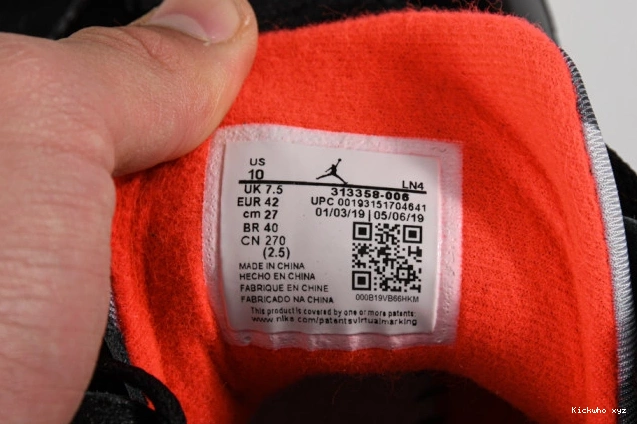 US
10
LN4
UK 7.5
313358-006
EUR 42
UPC 00193151704641
cm 27
01/03/19 | 05/06/19
BR 40
CN 270
(2.5)
MADE IN CHINA
HECHO EN CHINA
FABRIQUE EN CHINE
FABRICADO NA CHINA
000B19VB66HKM
This product is covered by one or more patents:
www.nike.com/patentsvirtualmarking
Kickwho xyz